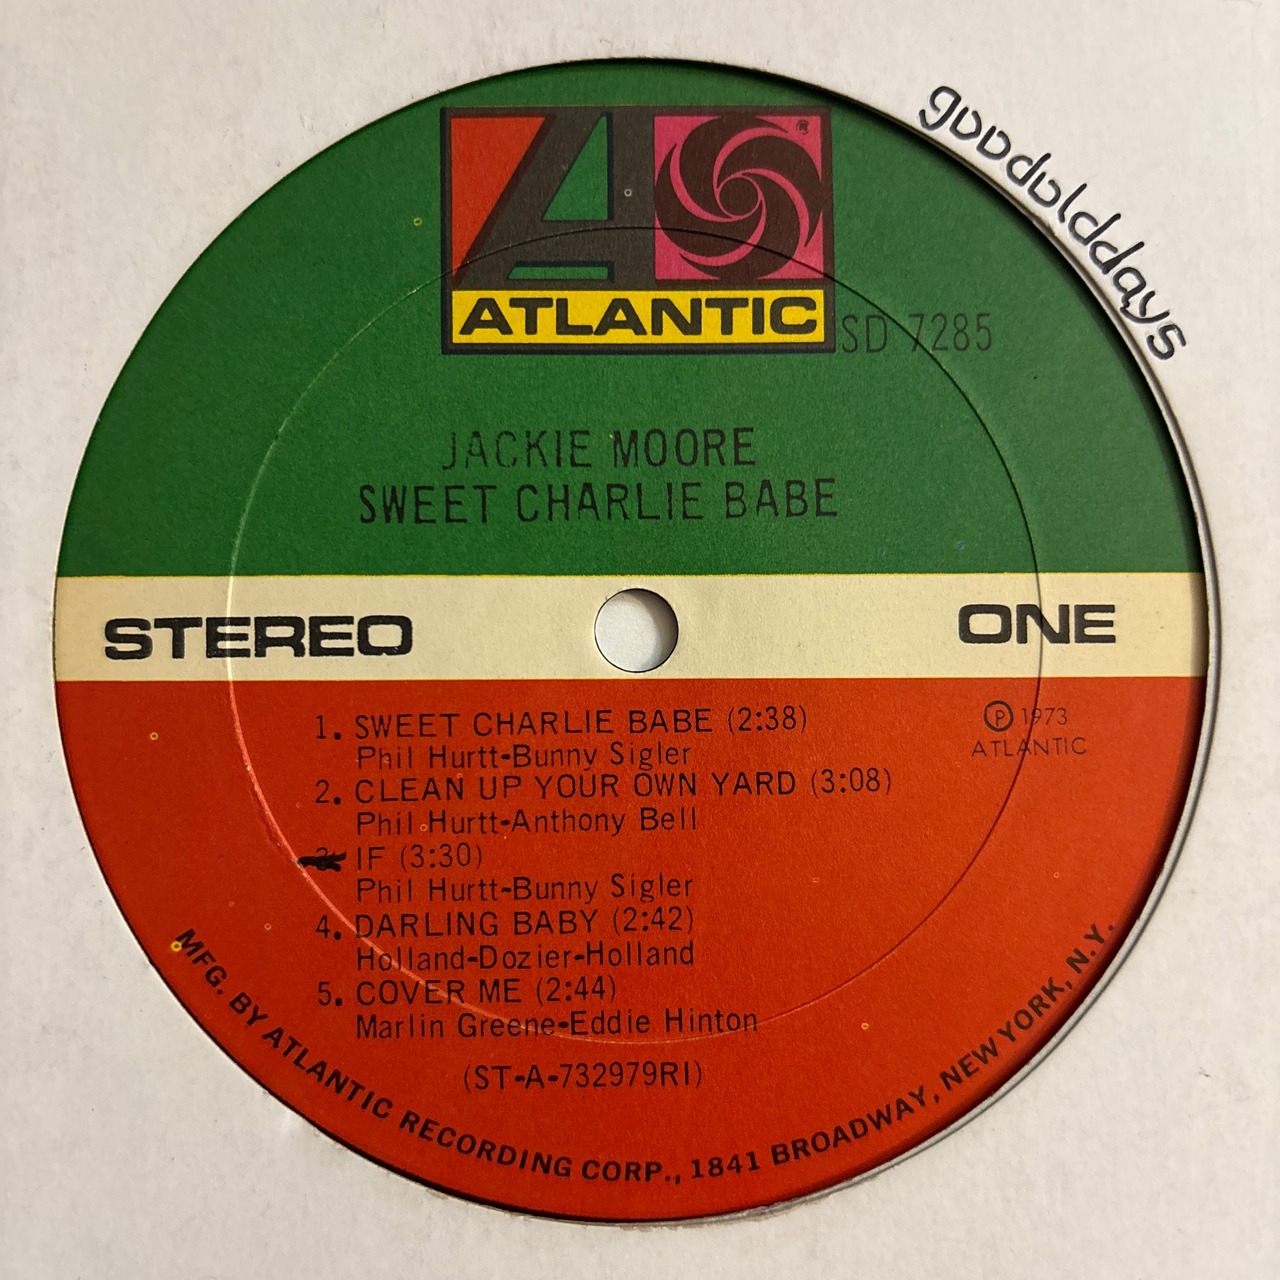 gooddolddays
ATLANTIC
SD 7285
JACKIE MOORE
SWEET CHARLIE BABE
STEREO
ONE
1. SWEET CHARLIE BABE (2:38)
Phil Hurtt-Bunny Sigler
2. CLEAN UP YOUR OWN YARD (3:08)
Phil Hurtt-Anthony Bell
3. IF (3:30)
Phil Hurtt-Bunny Sigler
4. DARLING BABY (2:42)
Holland-Dozier-Holland
5. COVER ME (2:44)
Marlin Greene-Eddie Hinton
(ST-A-732979RI)
℗ 1973
ATLANTIC
MFG. BY ATLANTIC RECORDING CORP., 1841 BROADWAY, NEW YORK, N.Y.